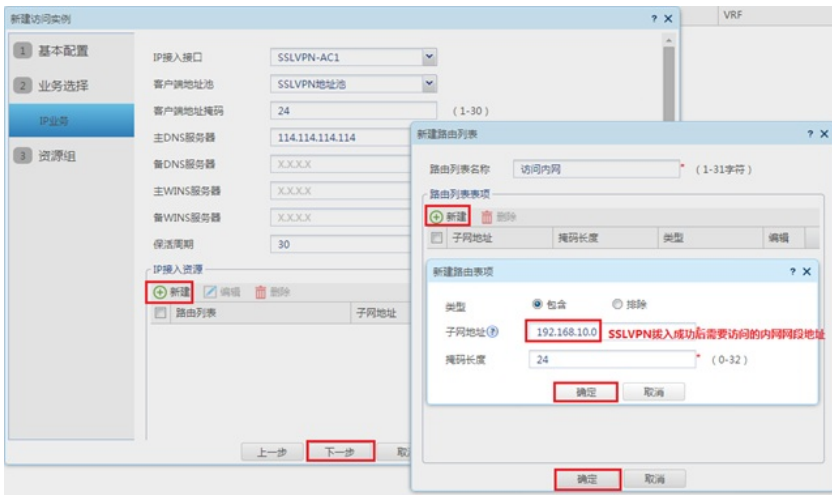 新建访问实例 ? X
VRF
1 基本配置
2 业务选择
IP业务
3 资源组
IP接入接口 SSLVPN-AC1
客户端地址池 SSLVPN地址池
客户端地址掩码 24 (1-30)
主DNS服务器 114.114.114.114
备DNS服务器 X.X.X.X
主WINS服务器 X.X.X.X
备WINS服务器 X.X.X.X
保活周期 30
IP接入资源
新建 编辑 删除
路由列表 子网地址
上一步 下一步 取
新建路由列表 ? X
路由列表名称 访问内网 * (1-31字符)
路由列表表项
新建 删除
子网地址 掩码长度 类型 编辑
新建路由表项 ? X
类型 包含 排除
子网地址 ? 192.168.10.0 SSLVPN拨入成功后需要访问的内网网段地址
掩码长度 24 * (0-32)
确定 取消
确定 取消